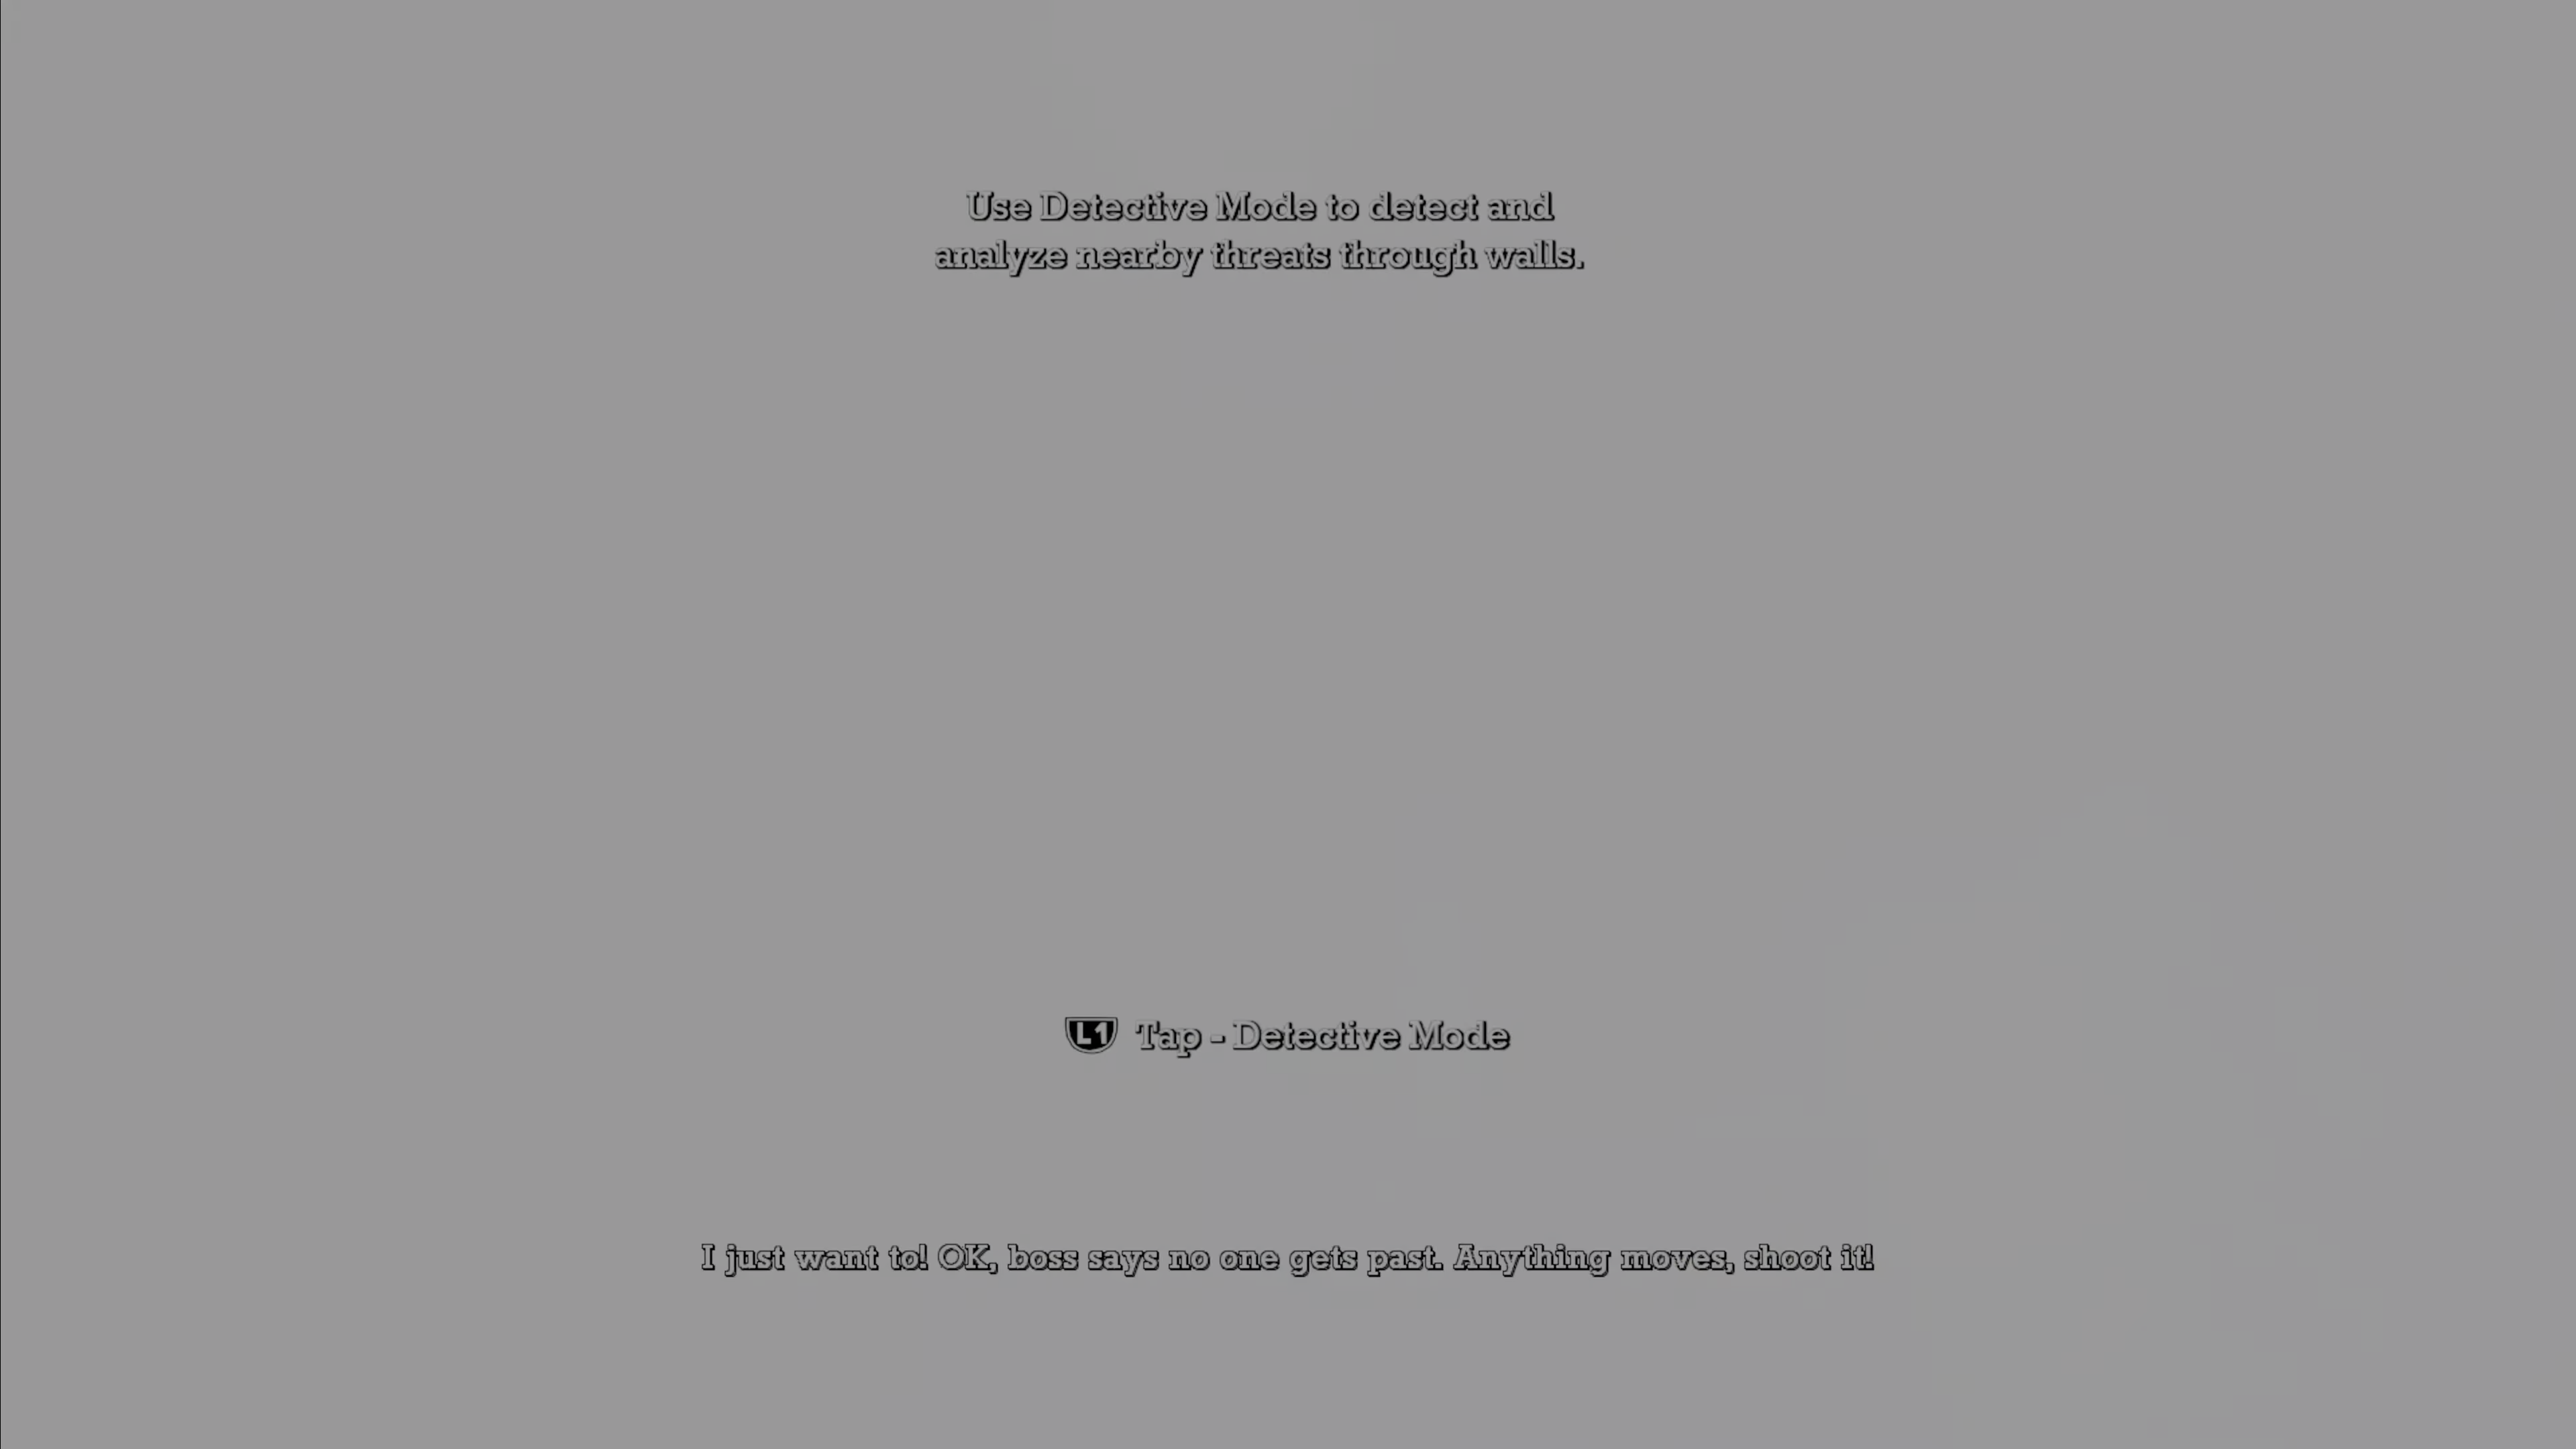 Use Detective Mode to detect and
analyze nearby threats through walls.
L1 Tap - Detective Mode
I just want to! OK, boss says no one gets past. Anything moves, shoot it!